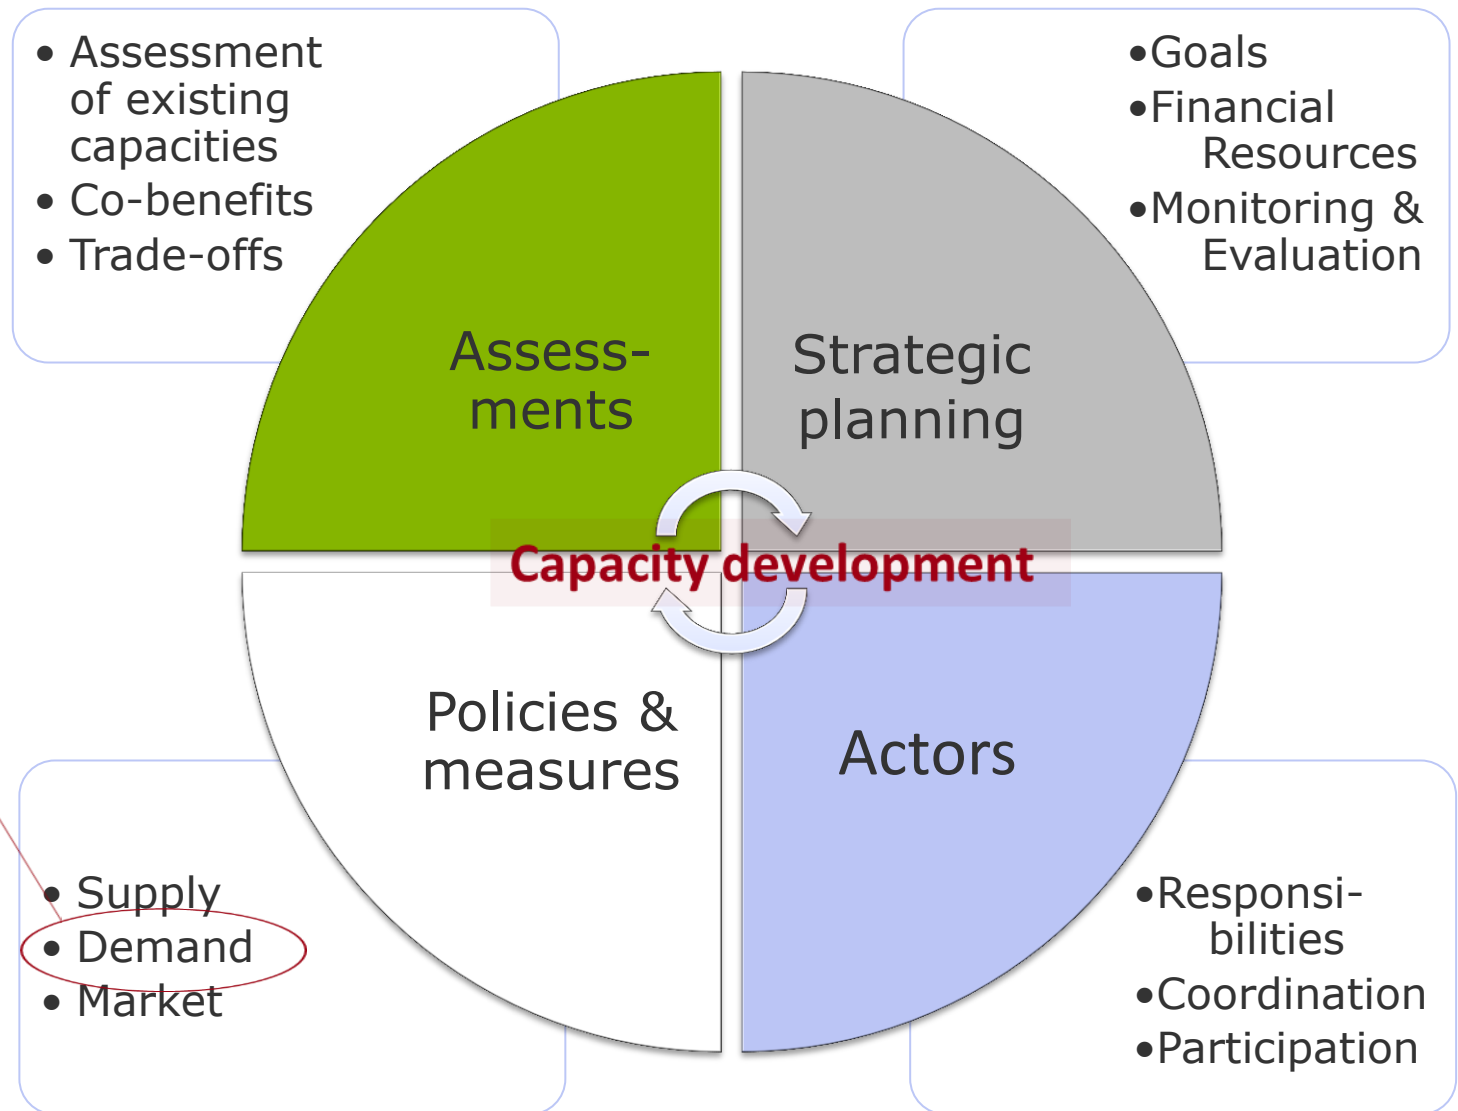 • Assessment
of existing
capacities
• Co-benefits
• Trade-offs
•Goals
•Financial
Resources
•Monitoring &
Evaluation
Assess-
ments
Strategic
planning
Capacity development
Policies &
measures
Actors
• Supply
• Demand
• Market
•Responsi-
bilities
•Coordination
•Participation